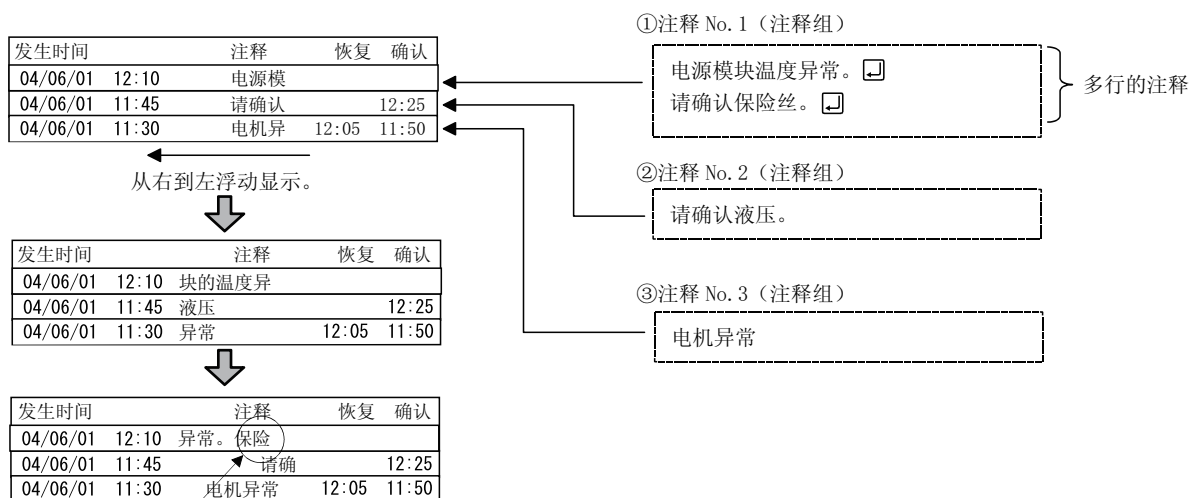 ①注释 No.1（注释组）
电源模块温度异常。
请确认保险丝。
多行的注释
发生时间 注释 恢复 确认
04/06/01 12:10 电源模
04/06/01 11:45 请确认 12:25
04/06/01 11:30 电机异 12:05 11:50
从右到左浮动显示。
②注释 No.2（注释组）
请确认液压。
发生时间 注释 恢复 确认
04/06/01 12:10 块的温度异
04/06/01 11:45 液压 12:25
04/06/01 11:30 异常 12:05 11:50
③注释 No.3（注释组）
电机异常
发生时间 注释 恢复 确认
04/06/01 12:10 异常。保险
04/06/01 11:45 请确 12:25
04/06/01 11:30 电机异常 12:05 11:50